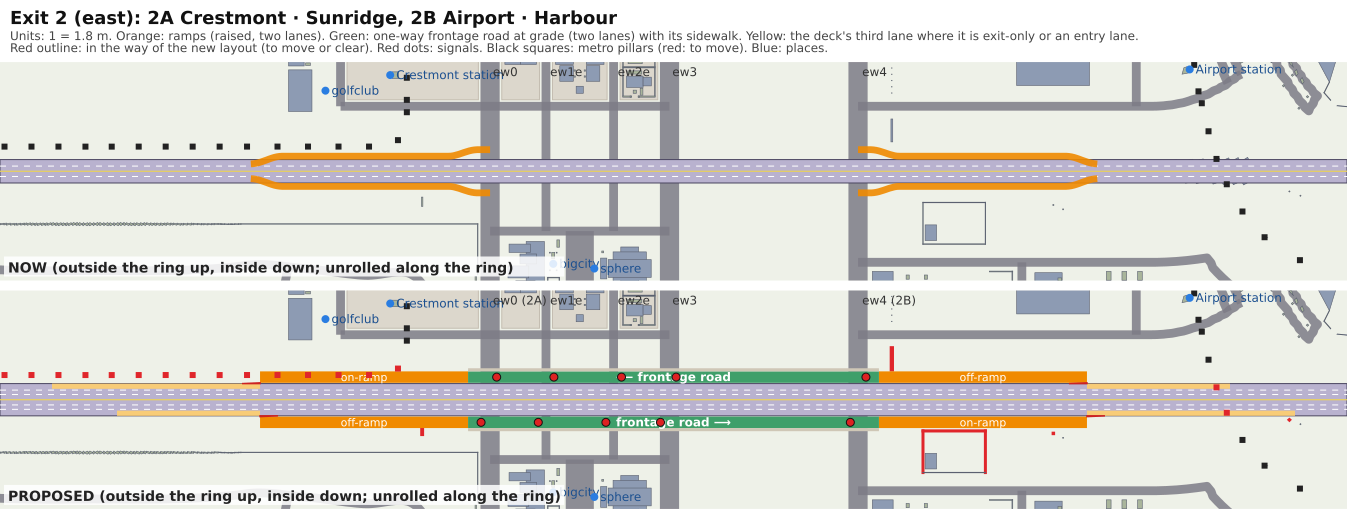 Exit 2 (east): 2A Crestmont · Sunridge, 2B Airport · Harbour
Units: 1 = 1.8 m. Orange: ramps (raised, two lanes). Green: one-way frontage road at grade (two lanes) with its sidewalk. Yellow: the deck's third lane where it is exit-only or an entry lane.
Red outline: in the way of the new layout (to move or clear). Red dots: signals. Black squares: metro pillars (red: to move). Blue: places.
Crestmont station
ew0
ew1e
ew2e
ew3
ew4
Airport station
golfclub
bigcity
sphere
NOW (outside the ring up, inside down; unrolled along the ring)
Crestmont station
ew0 (2A)
ew1e
ew2e
ew3
ew4 (2B)
Airport station
golfclub
on-ramp
frontage road
off-ramp
off-ramp
frontage road ⟶
on-ramp
bigcity
sphere
PROPOSED (outside the ring up, inside down; unrolled along the ring)